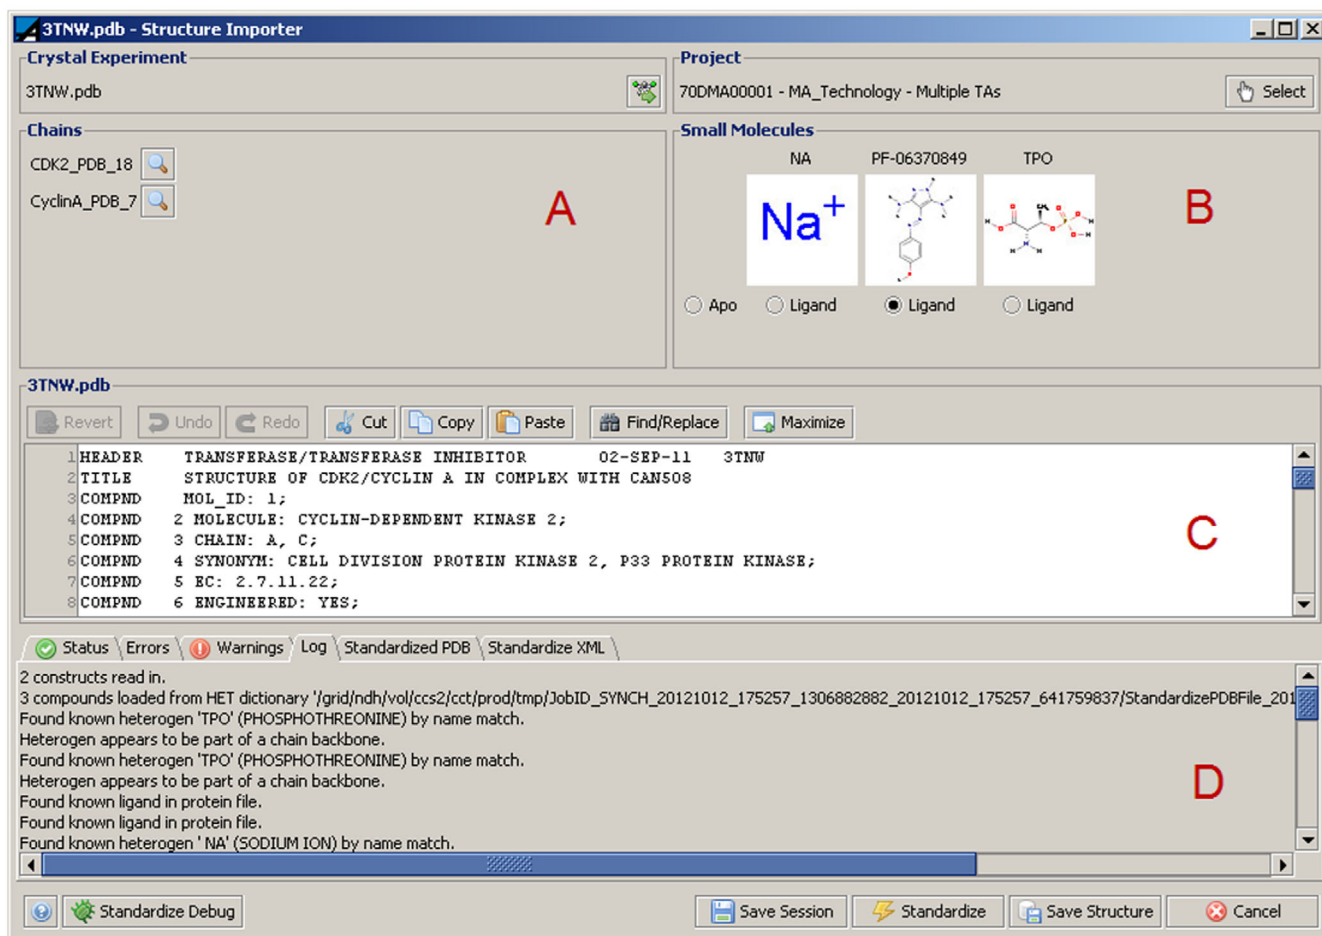 3TNW.pdb - Structure Importer
Crystal Experiment
3TNW.pdb
Project
70DMA00001 - MA_Technology - Multiple TAs
Select
Chains
CDK2_PDB_18
CyclinA_PDB_7
A
Small Molecules
NA PF-06370849 TPO
Na+
B
Apo Ligand Ligand Ligand
3TNW.pdb
Revert Undo Redo Cut Copy Paste Find/Replace Maximize
1 HEADER TRANSFERASE/TRANSFERASE INHIBITOR 02-SEP-11 3TNW
2 TITLE STRUCTURE OF CDK2/CYCLIN A IN COMPLEX WITH CAN508
3 COMPND MOL_ID: 1;
4 COMPND 2 MOLECULE: CYCLIN-DEPENDENT KINASE 2;
5 COMPND 3 CHAIN: A, C;
6 COMPND 4 SYNONYM: CELL DIVISION PROTEIN KINASE 2, P33 PROTEIN KINASE;
7 COMPND 5 EC: 2.7.11.22;
8 COMPND 6 ENGINEERED: YES;
C
Status Errors Warnings Log Standardized PDB Standardize XML
2 constructs read in.
3 compounds loaded from HET dictionary '/grid/ndh/vol/ccs2/cct/prod/tmp/JobID_SYNCH_20121012_175257_1306882882_20121012_175257_641759837/StandardizePDBFile_201
Found known heterogen 'TPO' (PHOSPHOTHREONINE) by name match.
Heterogen appears to be part of a chain backbone.
Found known heterogen 'TPO' (PHOSPHOTHREONINE) by name match.
Heterogen appears to be part of a chain backbone.
Found known ligand in protein file.
Found known ligand in protein file.
Found known heterogen ' NA' (SODIUM ION) by name match.
D
Standardize Debug Save Session Standardize Save Structure Cancel